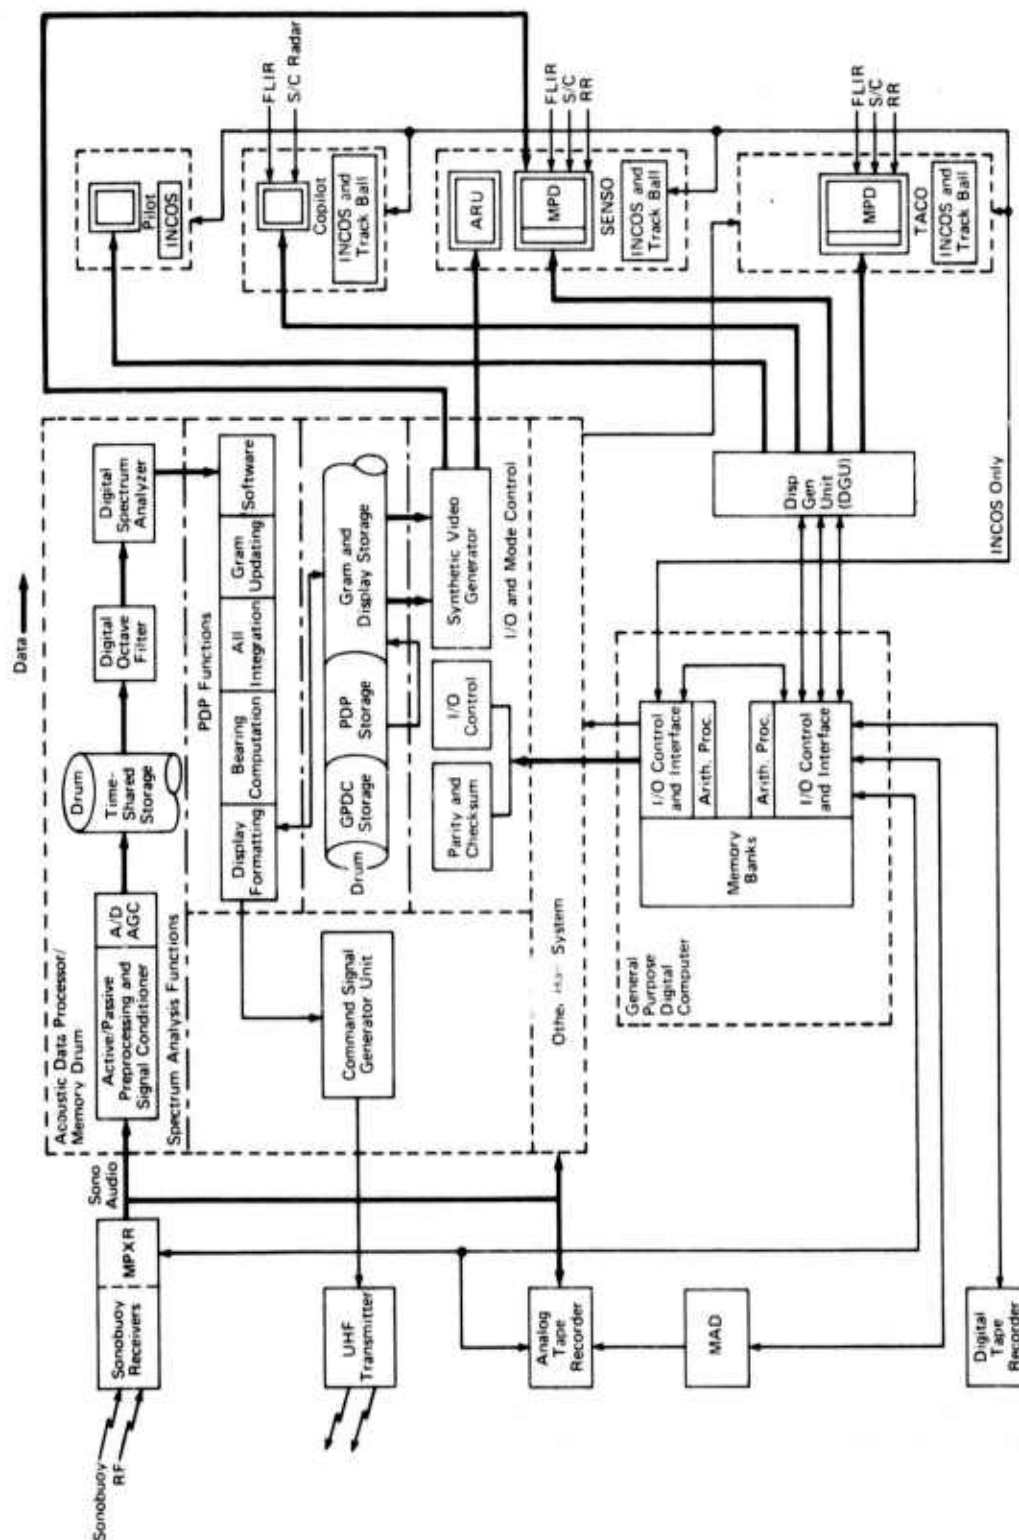 Data
Sonobuoy
RF
Sonobuoy
Receivers
MPXR
Sono
Audio
Acoustic Data Processor/
Memory Drum
Active/Passive
Preprocessing and
Signal Conditioner
A/D
AGC
Drum
Time-
Shared
Storage
Digital
Octave
Filter
Digital
Spectrum
Analyzer
Spectrum Analysis Functions
PDP Functions
Display
Formatting
Bearing
Computation
All
Integration
Gram
Updating
Software
Drum
GPDC
Storage
PDP
Storage
Gram and
Display Storage
Parity and
Checksum
I/O
Control
Synthetic Video
Generator
I/O and Mode Control
Command Signal
Generator Unit
UHF
Transmitter
System
Analog
Tape
Recorder
MAD
Digital
Tape
Recorder
General
Purpose
Digital
Computer
Memory
Banks
I/O Control
and Interface
Arith. Proc.
Arith. Proc.
I/O Control
and Interface
Disp
Gen
Unit
(DGU)
INCOS Only
Pilot
INCOS
FLIR
S/C Radar
Copilot
INCOS and
Track Ball
ARU
MPD
FLIR
S/C
RR
SENSO
INCOS and
Track Ball
MPD
FLIR
S/C
RR
TACO
INCOS and
Track Ball